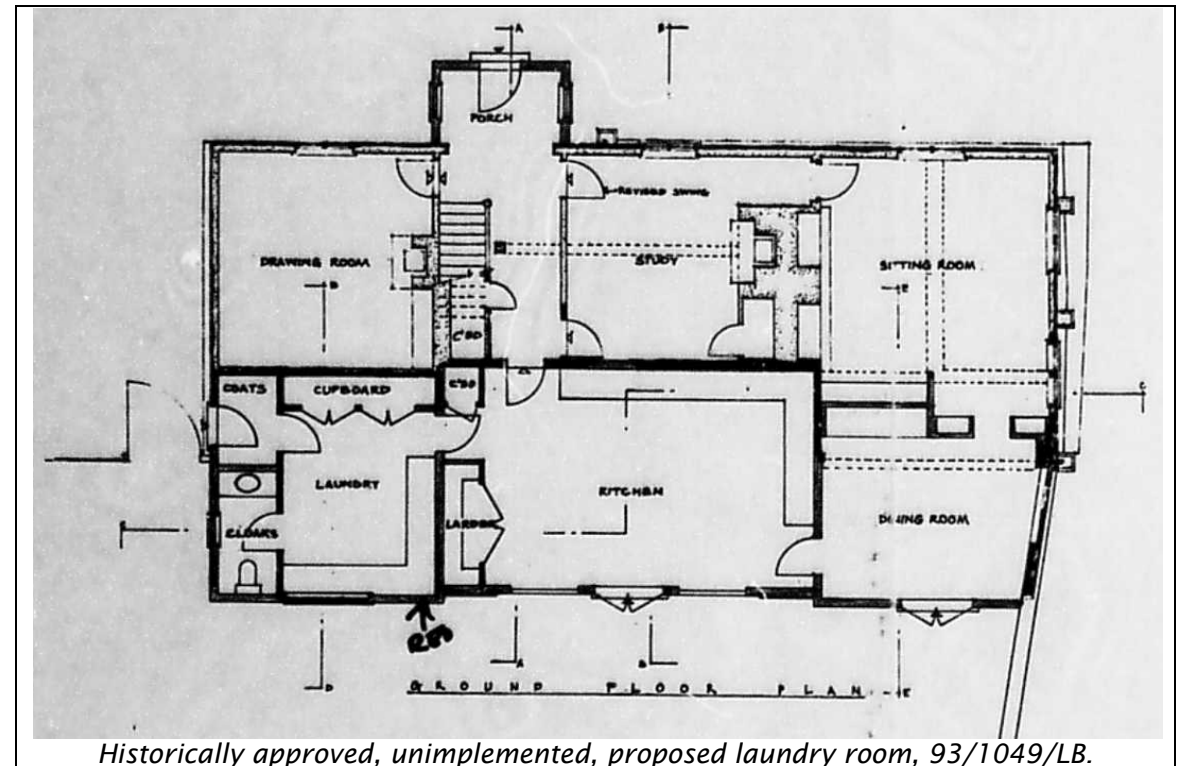 A
B
PORCH
REVISED SWING
DRAWING ROOM
STUDY
SITTING ROOM
D
E
C'BD
COATS
CUPBOARD
C'BD
C
LAUNDRY
KITCHEN
LARDER
DINING ROOM
CLOAKS
A
B
D
GROUND FLOOR PLAN
E
Historically approved, unimplemented, proposed laundry room, 93/1049/LB.